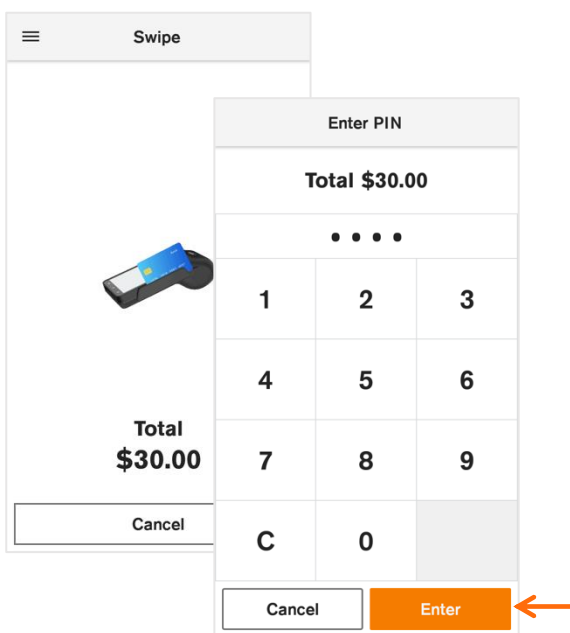 Swipe
Total
$30.00
Cancel
Enter PIN
Total $30.00
1 2 3
4 5 6
7 8 9
C 0
Cancel Enter